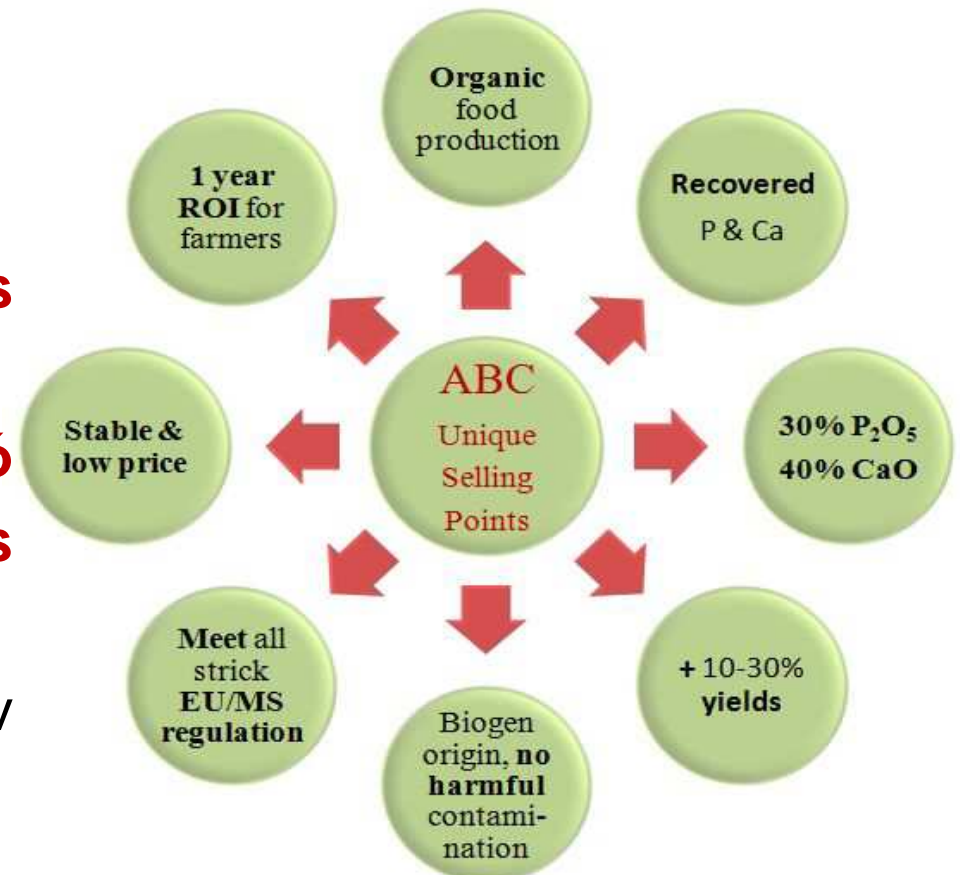 Organic
food
production
Recovered
P & Ca
30% P₂O₅
40% CaO
+ 10-30%
yields
Biogen
origin, no
harmful
contami-
nation
Meet all
strick
EU/MS
regulation
Stable &
low price
1 year
ROI for
farmers
ABC
Unique
Selling
Points
s
%
s